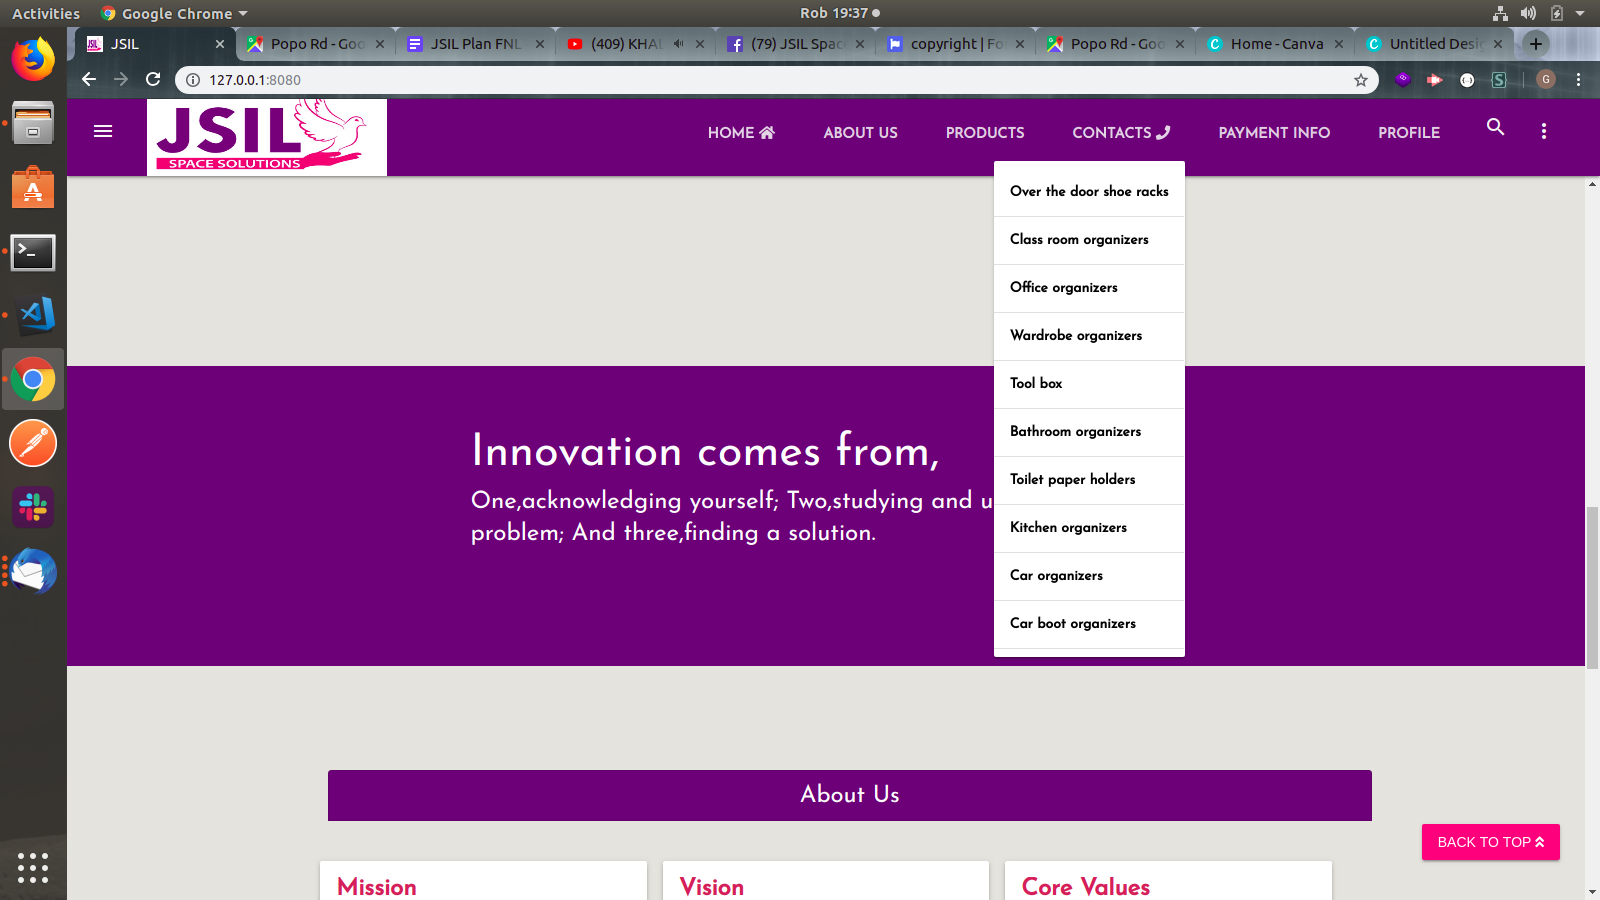 Activities
Google Chrome
Rob 19:37
JSIL
Popo Rd - Goo
JSIL Plan FNL
(409) KHAL
(79) JSIL Space
copyright | Fo
Popo Rd - Goo
Home - Canva
Untitled Desig
127.0.0.1:8080
G
JSIL
SPACE SOLUTIONS
HOME
ABOUT US
PRODUCTS
CONTACTS
PAYMENT INFO
PROFILE
Over the door shoe racks
Class room organizers
Office organizers
Wardrobe organizers
Tool box
Bathroom organizers
Toilet paper holders
Kitchen organizers
Car organizers
Car boot organizers
Innovation comes from,
One,acknowledging yourself; Two,studying and u
problem; And three,finding a solution.
About Us
BACK TO TOP
Mission
Vision
Core Values